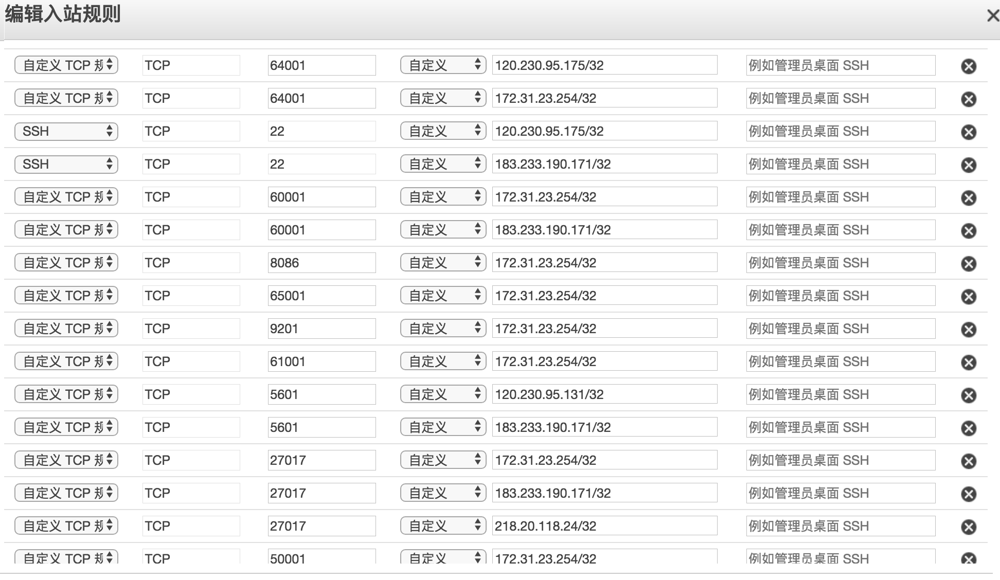 编辑入站规则
自定义 TCP 规 TCP 64001 自定义 120.230.95.175/32 例如管理员桌面 SSH
自定义 TCP 规 TCP 64001 自定义 172.31.23.254/32 例如管理员桌面 SSH
SSH TCP 22 自定义 120.230.95.175/32 例如管理员桌面 SSH
SSH TCP 22 自定义 183.233.190.171/32 例如管理员桌面 SSH
自定义 TCP 规 TCP 60001 自定义 172.31.23.254/32 例如管理员桌面 SSH
自定义 TCP 规 TCP 60001 自定义 183.233.190.171/32 例如管理员桌面 SSH
自定义 TCP 规 TCP 8086 自定义 172.31.23.254/32 例如管理员桌面 SSH
自定义 TCP 规 TCP 65001 自定义 172.31.23.254/32 例如管理员桌面 SSH
自定义 TCP 规 TCP 9201 自定义 172.31.23.254/32 例如管理员桌面 SSH
自定义 TCP 规 TCP 61001 自定义 172.31.23.254/32 例如管理员桌面 SSH
自定义 TCP 规 TCP 5601 自定义 120.230.95.131/32 例如管理员桌面 SSH
自定义 TCP 规 TCP 5601 自定义 183.233.190.171/32 例如管理员桌面 SSH
自定义 TCP 规 TCP 27017 自定义 172.31.23.254/32 例如管理员桌面 SSH
自定义 TCP 规 TCP 27017 自定义 183.233.190.171/32 例如管理员桌面 SSH
自定义 TCP 规 TCP 27017 自定义 218.20.118.24/32 例如管理员桌面 SSH
自定义 TCP 规 TCP 50001 自定义 172.31.23.254/32 例如管理员桌面 SSH